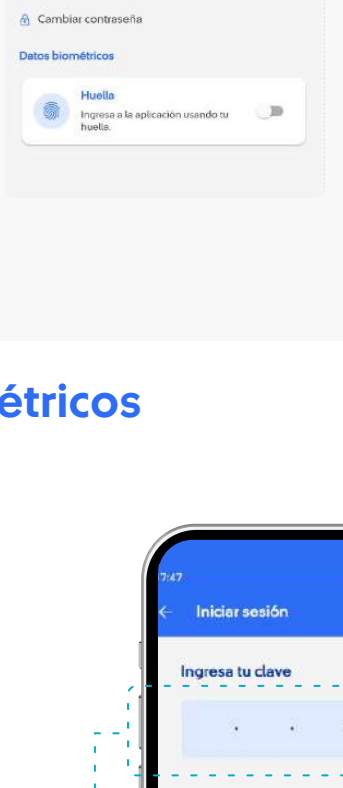 Cambiar contraseña
Datos biométricos
Huella
Ingresa a la aplicación usando tu
huella.
étricos
7:47
← Iniciar sesión
Ingresa tu clave